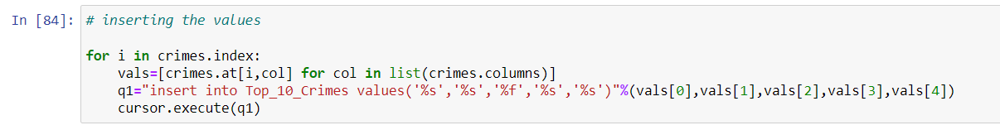 In [84]: # inserting the values
for i in crimes.index:
vals=[crimes.at[i,col] for col in list(crimes.columns)]
q1="insert into Top_10_Crimes values('%s','%s','%f','%s','%s')"%(vals[0],vals[1],vals[2],vals[3],vals[4])
cursor.execute(q1)